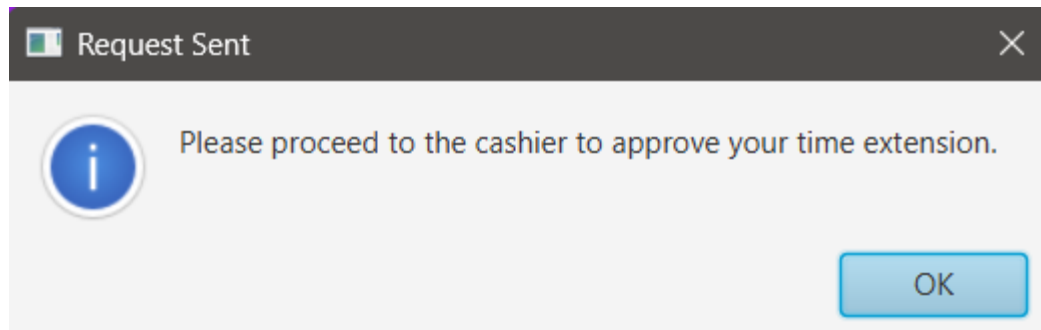 Request Sent
Please proceed to the cashier to approve your time extension.
OK